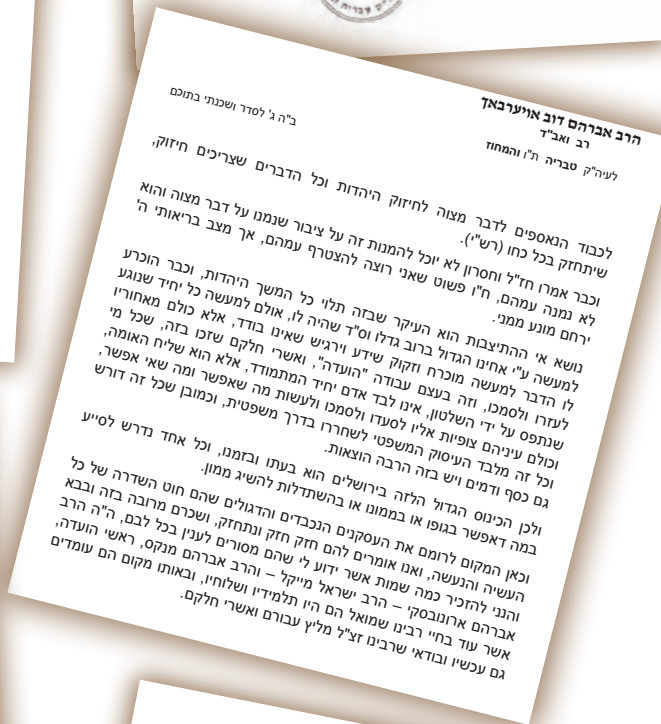 הרב אברהם דוב אויערבאך
רב ואב"ד
לעיה"ק טבריה ת"ו והמחוז
ב"ה ג' לסדר ושכנתי בתוכם
לכבוד הנאספים לדבר מצוה לחיזוק היהדות וכל הדברים שצריכים חיזוק,
שיתחזק בכל כחו (רש"י).
וכבר אמרו חז"ל וחסרון לא יוכל להמנות זה על ציבור שנמנו על דבר מצוה והוא
לא נמנה עמהם, ח"ו פשוט שאני רוצה להצטרף עמהם, אך מצב בריאותי ה'
ירחם מונע ממני.
נושא אי ההתיצבות הוא העיקר שבזה תלוי כל המשך היהדות, וכבר הוכרע
למעשה ע"י אחינו הגדול ברוב גדלו וס"ד שהיה לו, אולם למעשה כל יחיד שנוגע
לו הדבר למעשה מוכרח וזקוק שידע וירגיש שאינו בודד, אלא כולם מאחוריו
לעזרו ולסמכו, וזה בעצם עבודה "הועדה", ואשרי חלקם שזכו בזה, שכל מי
שנתפס על ידי השלטון, אינו לבד אדם יחיד המתמודד, אלא הוא שליח האומה,
וכולם עיניהם צופיות אליו לסעדו ולסמכו ולעשות מה שאפשר ומה שאי אפשר,
וכל זה מלבד העיסוק המשפטי לשחררו בדרך משפטית, וכמובן שכל זה דורש
גם כסף ודמים ויש בזה הרבה הוצאות.
ולכן הכינוס הגדול הלזה בירושלים הוא בעתו ובזמנו, וכל אחד נדרש לסייע
במה דאפשר בגופו או בממונו או בהשתדלות להשיג ממון.
וכאן המקום לרומם את העסקנים הנכבדים והדגולים שהם חוט השדרה של כל
העשיה והנעשה, ואנו אומרים להם חזק חזק ונתחזק, ושכרם מרובה בזה ובבא
והנני להזכיר כמה שמות אשר ידוע לי שהם מסורים לענין בכל לבם, ה"ה הרב
אברהם ארונובסקי – הרב ישראל מייקל – והרב אברהם מנקס, ראשי הועדה,
אשר עוד בחיי רבינו שמואל הם היו תלמידיו ושלוחיו, ובאותו מקום הם עומדים
גם עכשיו ובודאי שרבינו זצ"ל מליץ עבורם ואשרי חלקם.